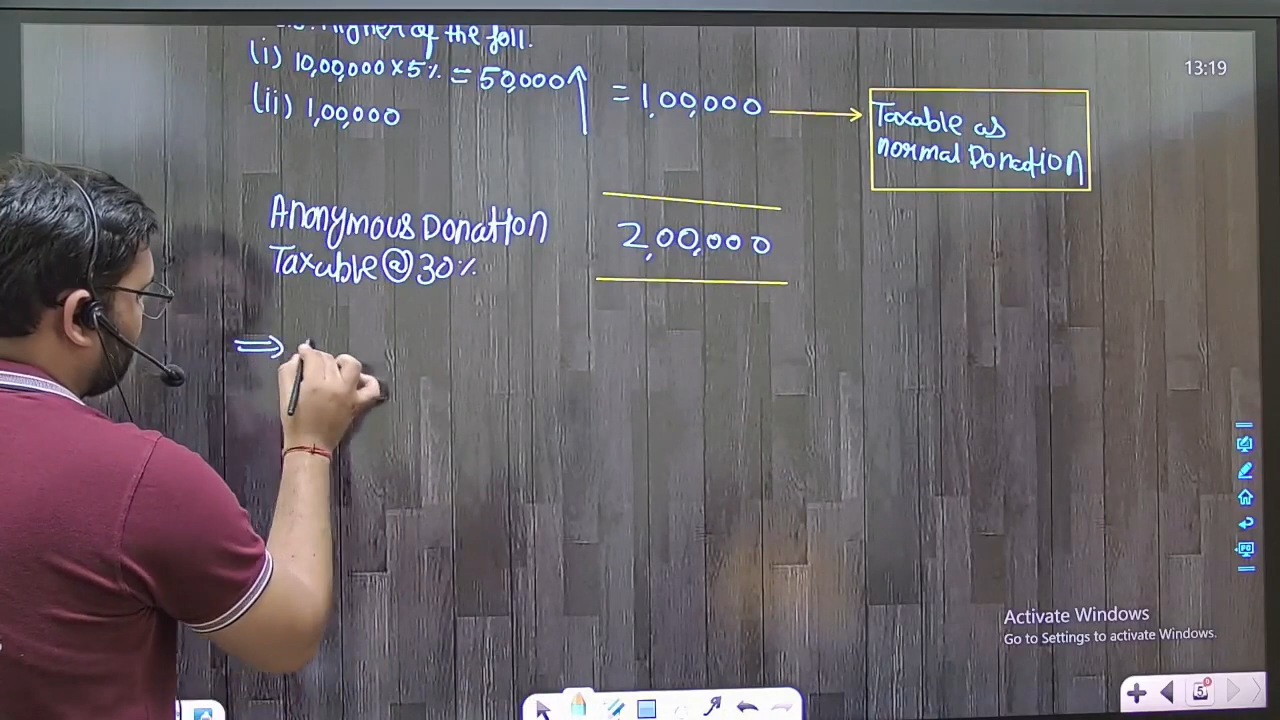 Higher of the foll.
(i) 10,00,000 × 5% = 50,000
(ii) 1,00,000
= 1,00,000
Taxable as
normal Donation
Anonymous Donation
Taxable @ 30%
2,00,000
⇒
13:19
Activate Windows
Go to Settings to activate Windows.
5